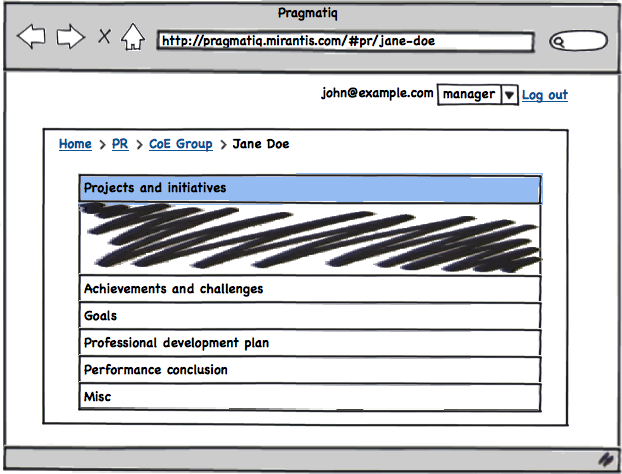 Pragmatiq
http://pragmatiq.mirantis.com/#pr/jane-doe
john@example.com manager Log out
Home > PR > CoE Group > Jane Doe
Projects and initiatives
Achievements and challenges
Goals
Professional development plan
Performance conclusion
Misc